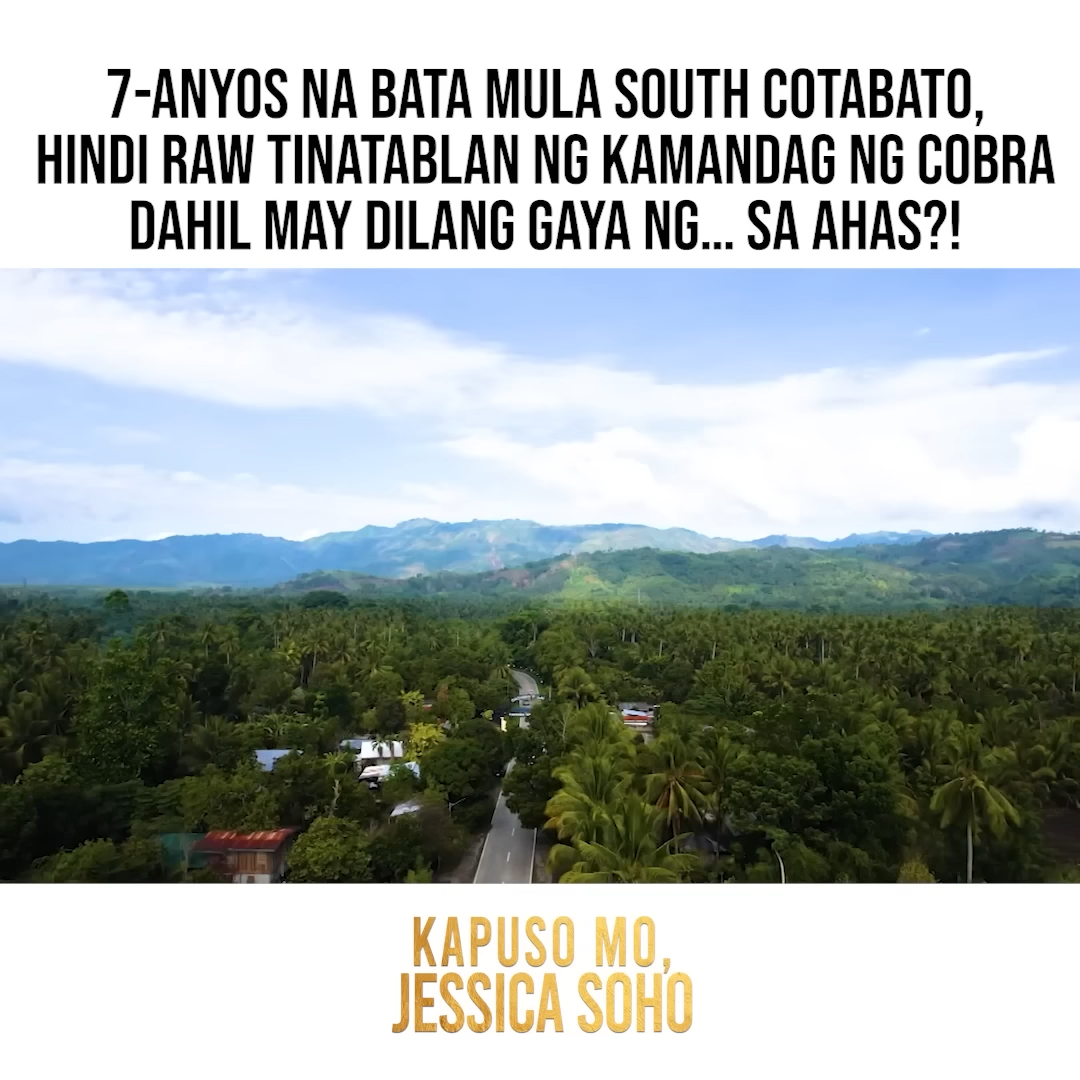 7-ANYOS NA BATA MULA SOUTH COTABATO,
HINDI RAW TINATABLAN NG KAMANDAG NG COBRA
DAHIL MAY DILANG GAYA NG... SA AHAS?!
KAPUSO MO,
JESSICA SOHO